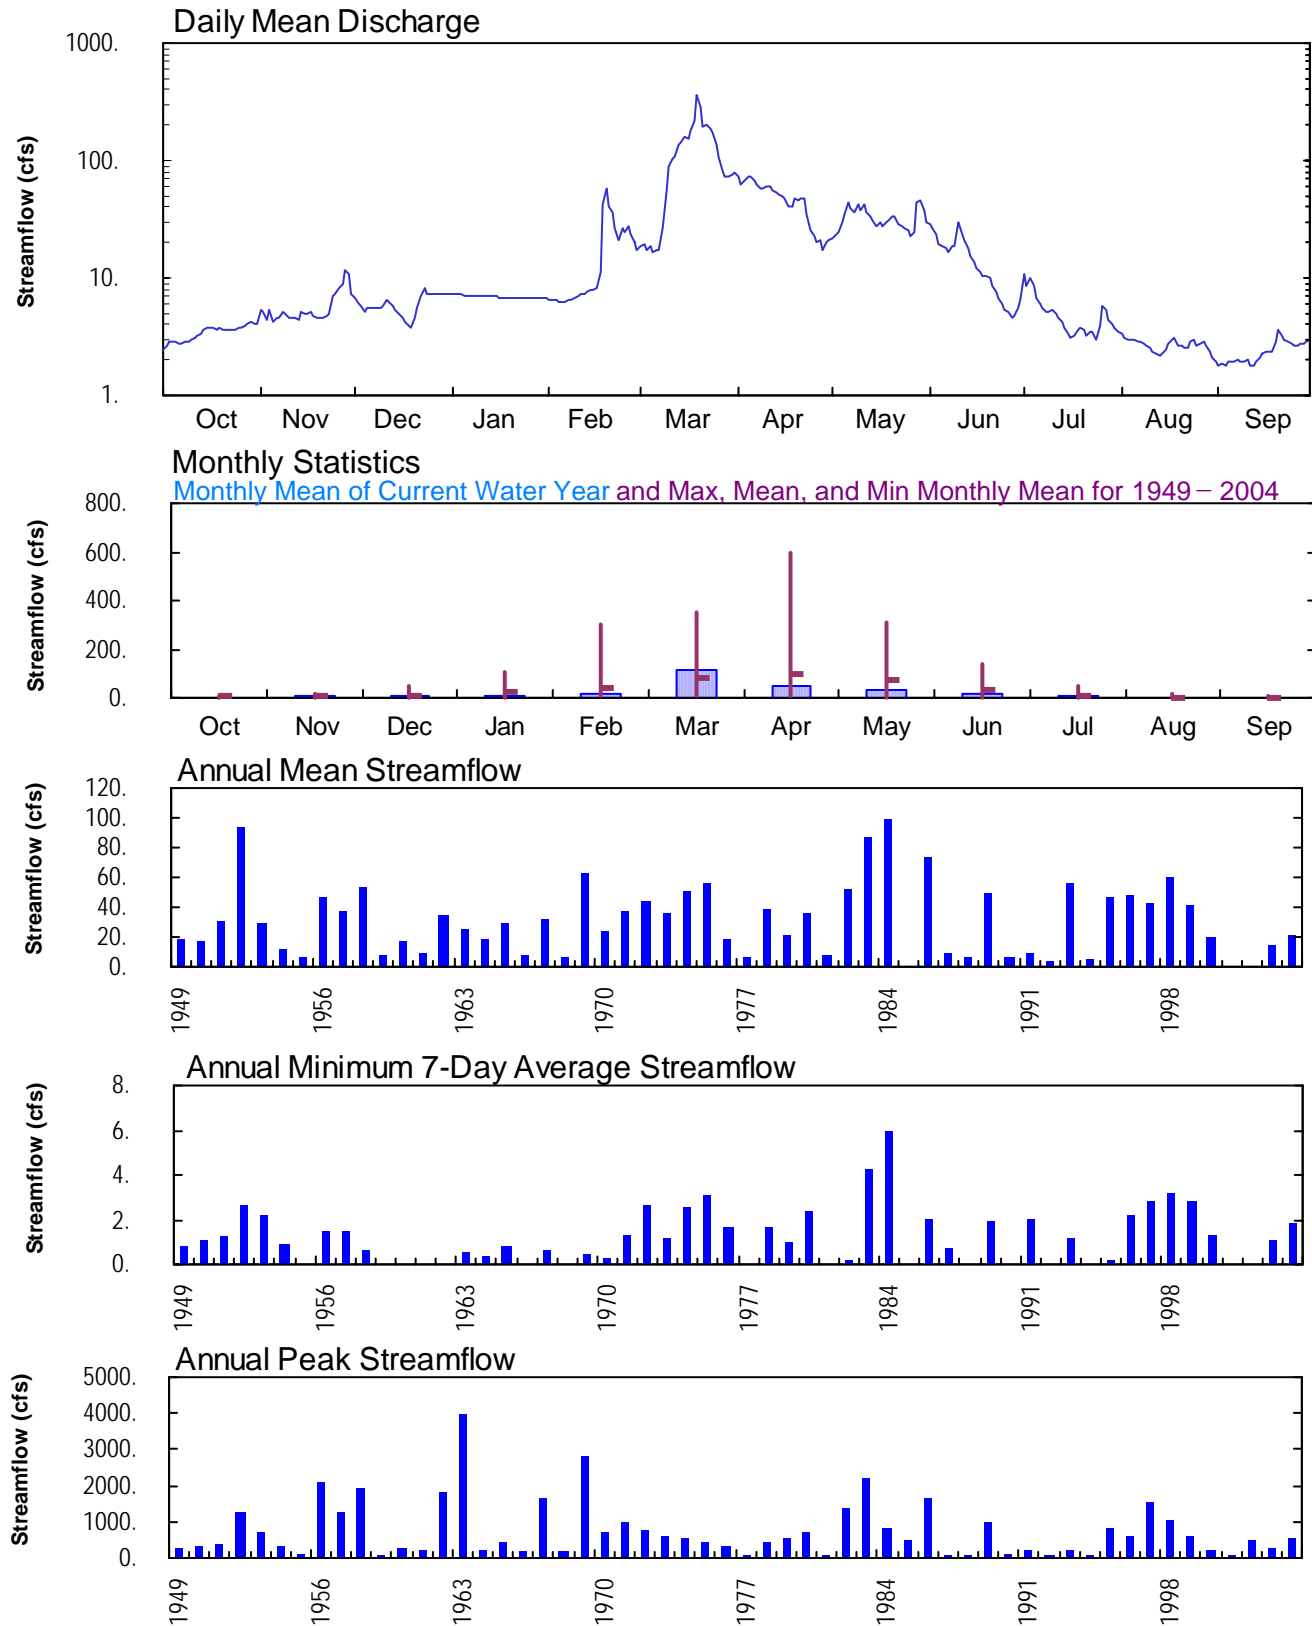 Daily Mean Discharge
Streamflow (cfs)
1000.
100.
10.
1.
Oct Nov Dec Jan Feb Mar Apr May Jun Jul Aug Sep
Monthly Statistics
Monthly Mean of Current Water Year and Max, Mean, and Min Monthly Mean for 1949 – 2004
Streamflow (cfs)
800.
600.
400.
200.
0.
Oct Nov Dec Jan Feb Mar Apr May Jun Jul Aug Sep
Annual Mean Streamflow
Streamflow (cfs)
120.
100.
80.
60.
40.
20.
0.
1949 1956 1963 1970 1977 1984 1991 1998
Annual Minimum 7-Day Average Streamflow
Streamflow (cfs)
8.
6.
4.
2.
0.
1949 1956 1963 1970 1977 1984 1991 1998
Annual Peak Streamflow
Streamflow (cfs)
5000.
4000.
3000.
2000.
1000.
0.
1949 1956 1963 1970 1977 1984 1991 1998